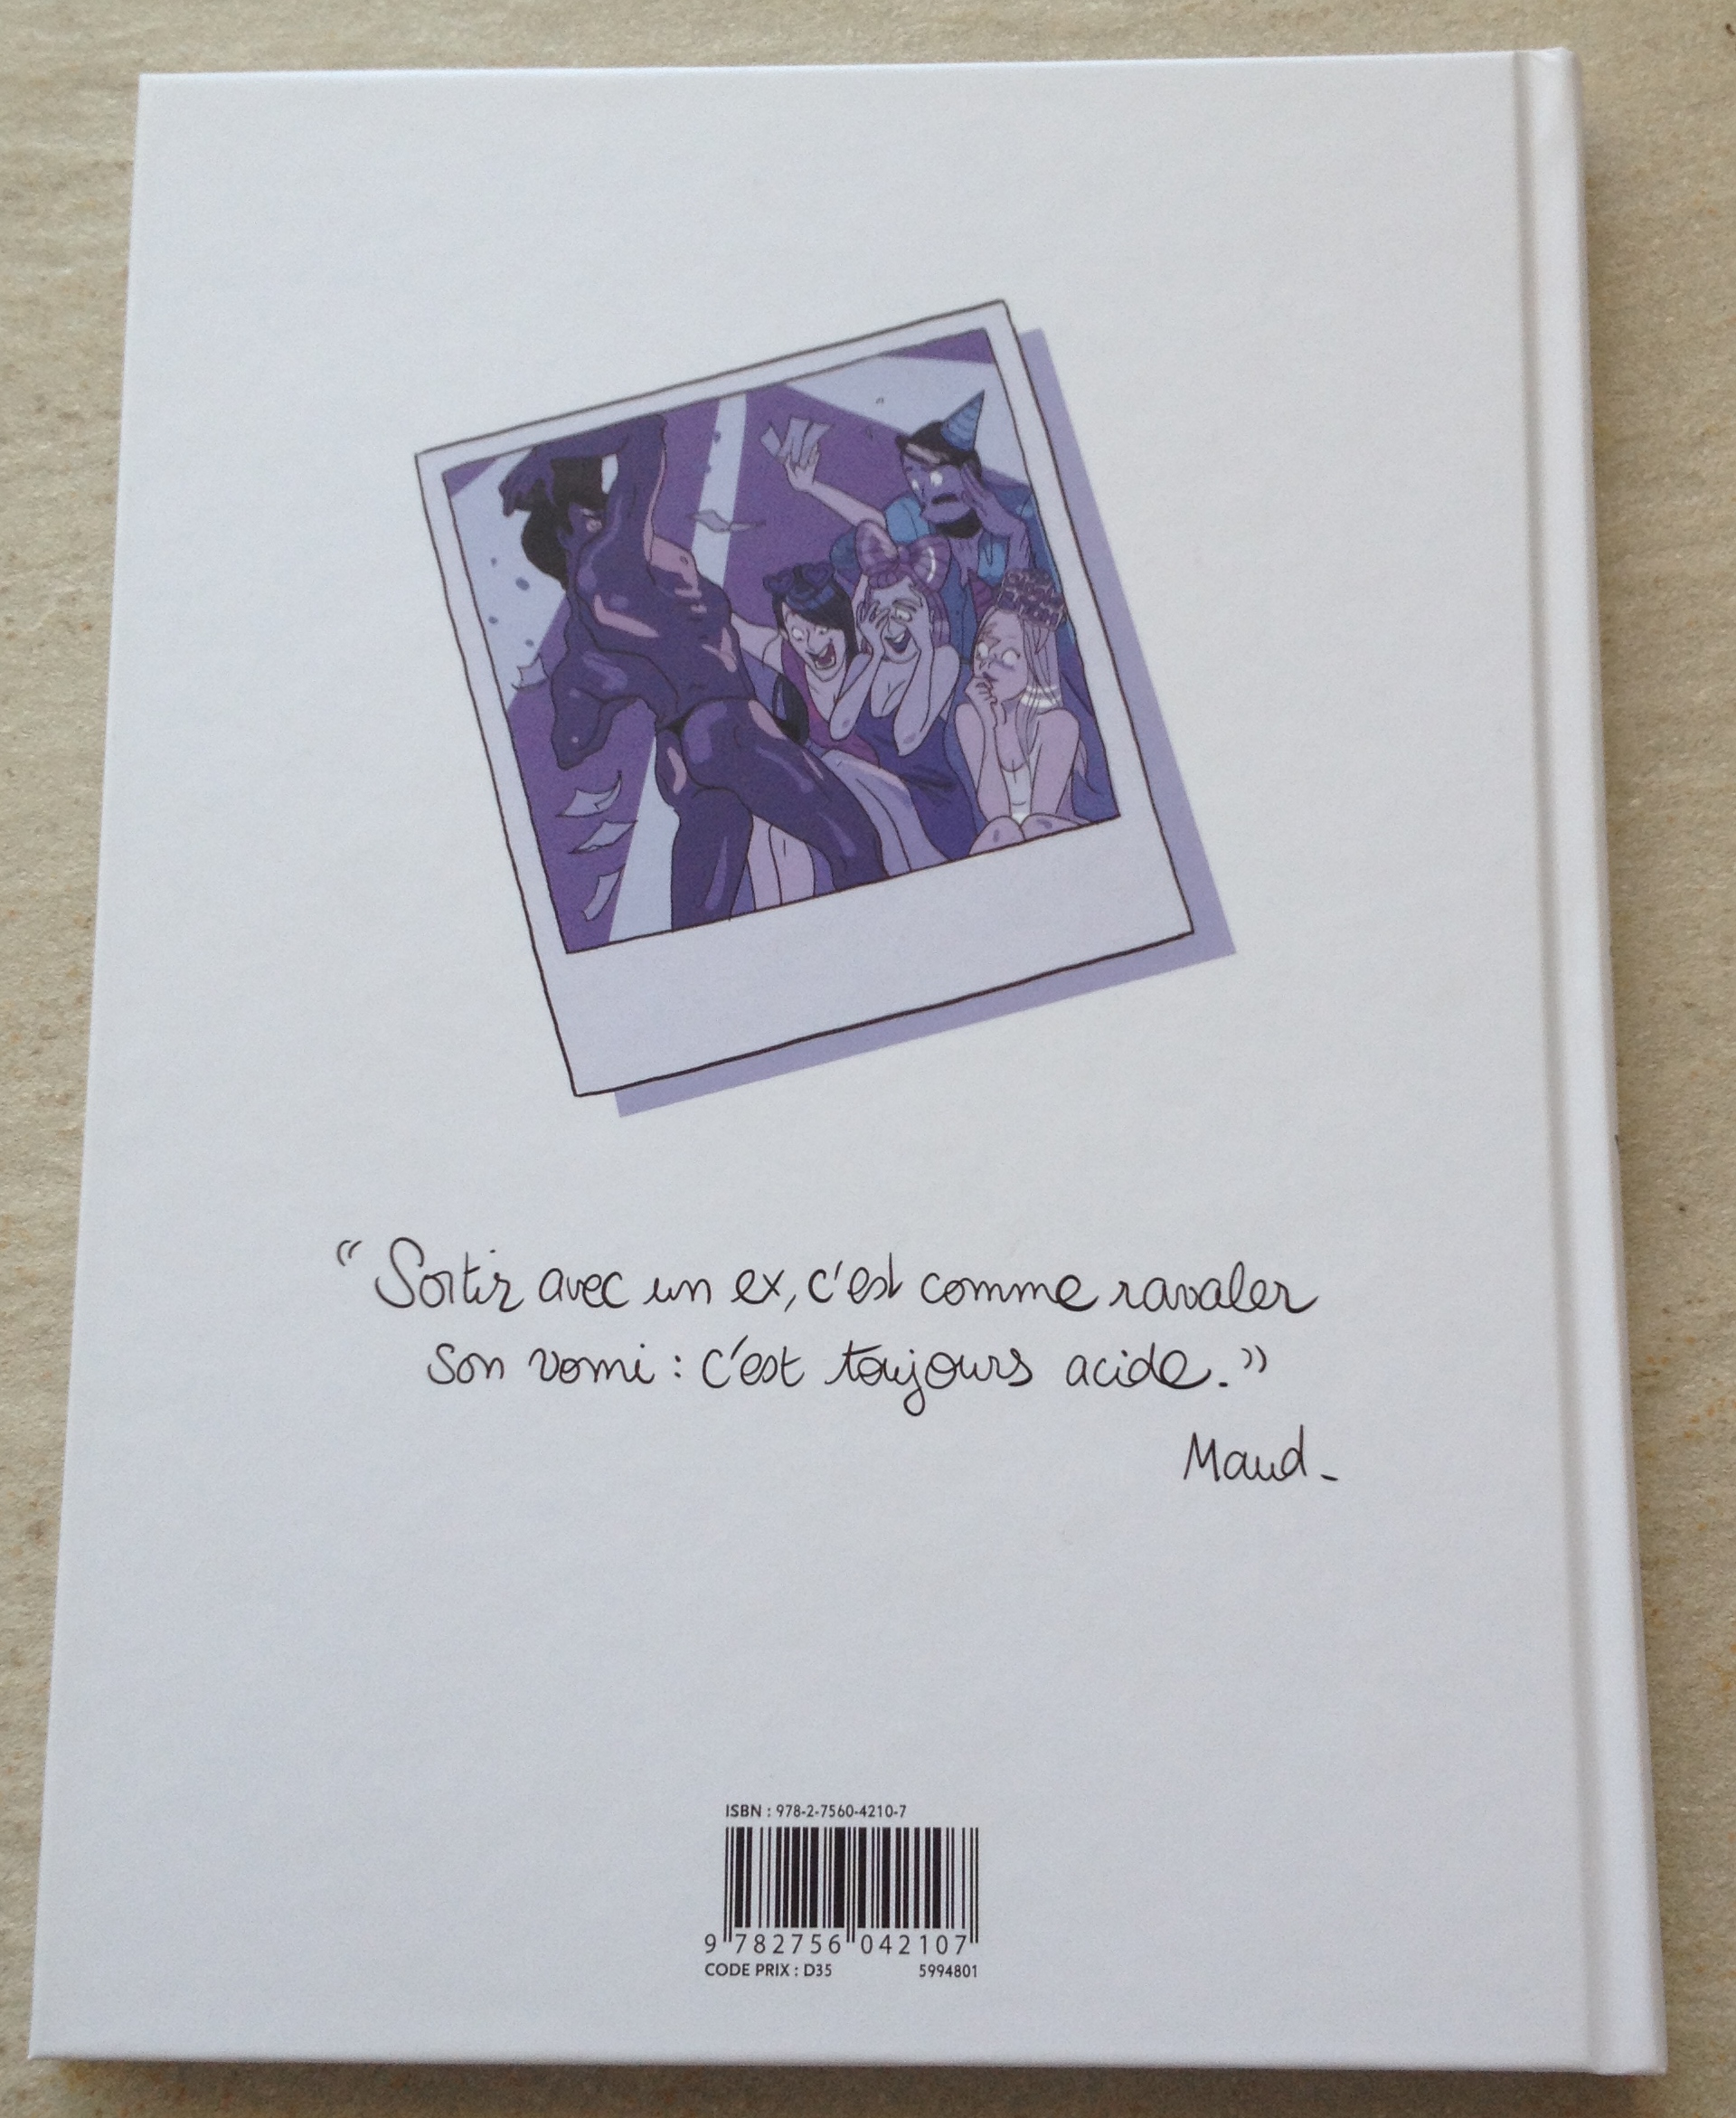 “Sortir avec un ex, c'est comme ravaler
son vomi : c'est toujours acide.”
Maud_
ISBN : 978-2-7560-4210-7
9 782756 042107
CODE PRIX : D35 5994801